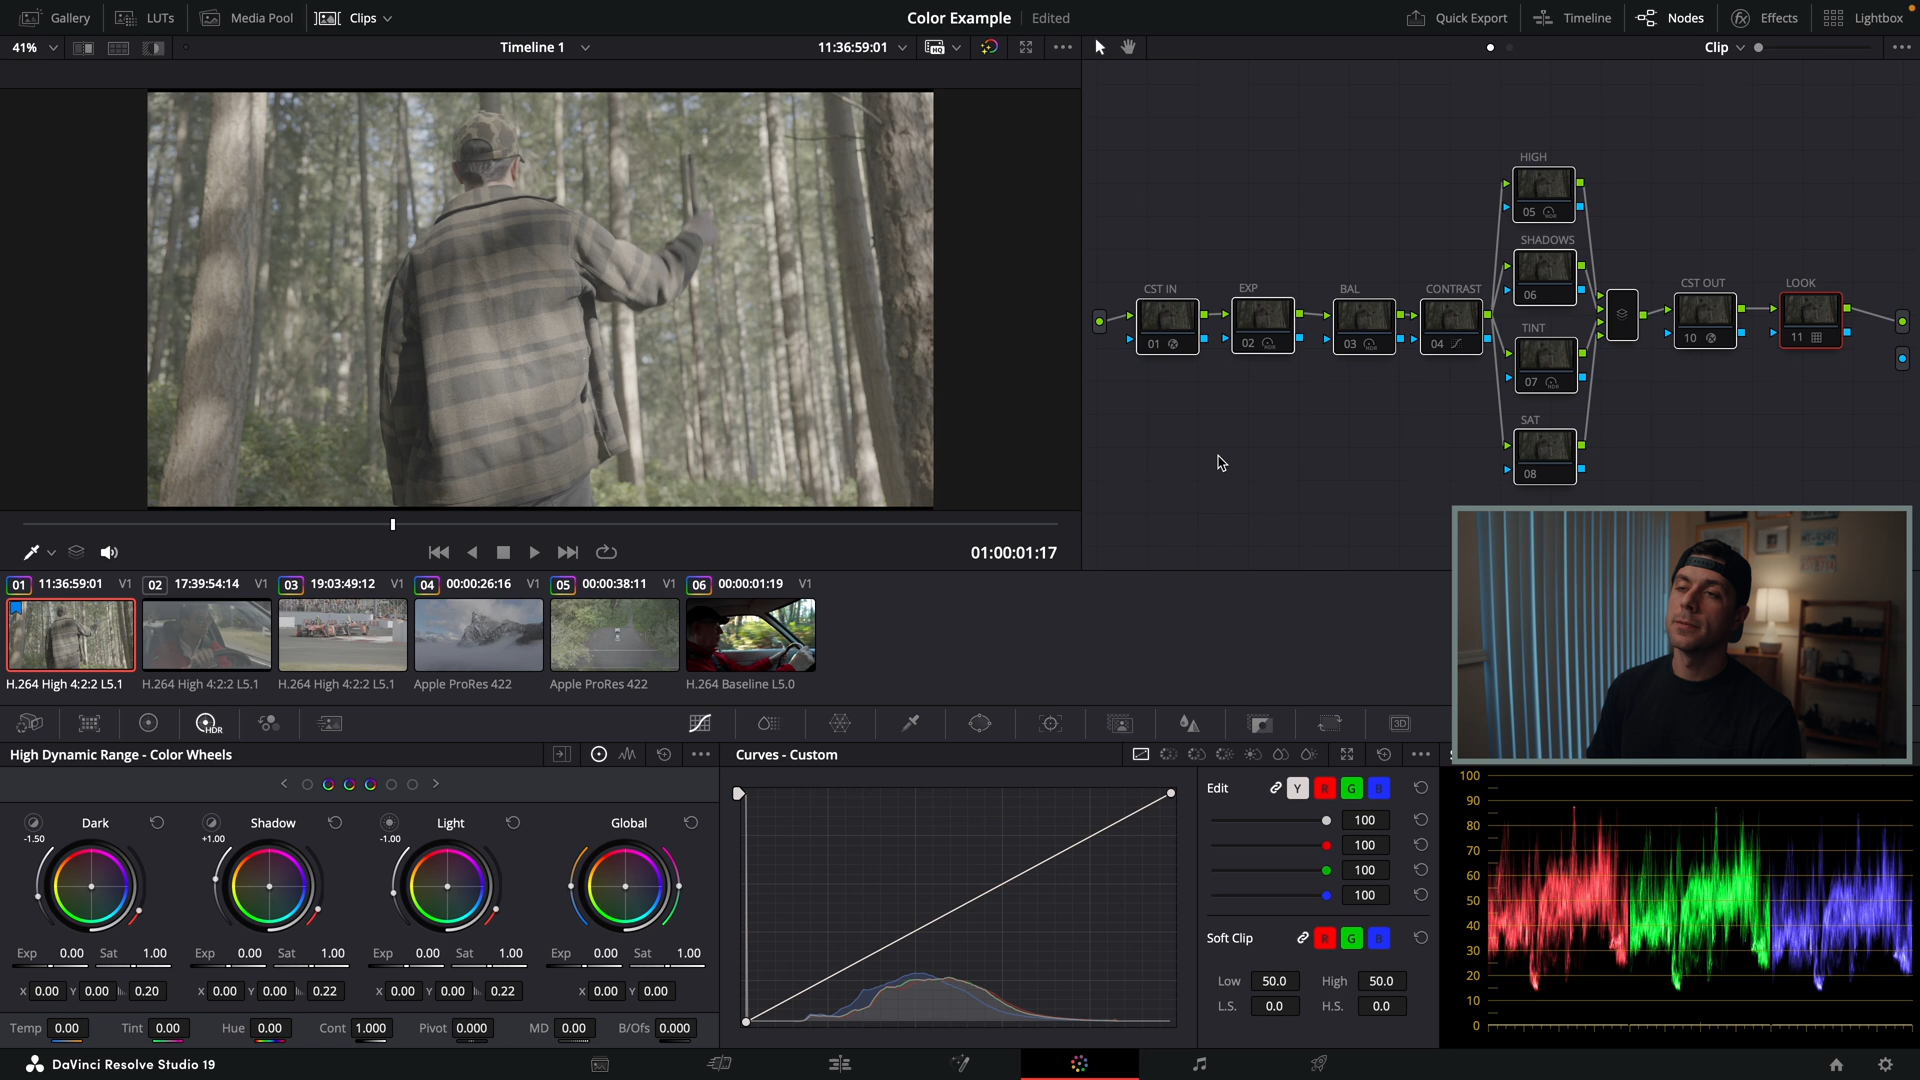 Gallery LUTs Media Pool Clips Color Example Edited Quick Export Timeline Nodes Effects Lightbox
41% Timeline 1 11:36:59:01 HQ Clip
HIGH
05 HDR
SHADOWS
06
CST IN EXP BAL CONTRAST TINT CST OUT LOOK
01 02 HDR 03 HDR 04 07 HDR 10 11
SAT
08
01:00:01:17
01 11:36:59:01 V1 02 17:39:54:14 V1 03 19:03:49:12 V1 04 00:00:26:16 V1 05 00:00:38:11 V1 06 00:00:01:19 V1
H.264 High 4:2:2 L5.1 H.264 High 4:2:2 L5.1 H.264 High 4:2:2 L5.1 Apple ProRes 422 Apple ProRes 422 H.264 Baseline L5.0
HDR 3D
High Dynamic Range - Color Wheels Curves - Custom
Dark Shadow Light Global
-1.50 +1.00 -1.00
Exp 0.00 Sat 1.00 Exp 0.00 Sat 1.00 Exp 0.00 Sat 1.00 Exp 0.00 Sat 1.00
X 0.00 Y 0.00 0.20 X 0.00 Y 0.00 0.22 X 0.00 Y 0.00 0.22 X 0.00 Y 0.00
Temp 0.00 Tint 0.00 Hue 0.00 Cont 1.000 Pivot 0.000 MD 0.00 B/Ofs 0.000
Edit Y R G B
100
100
100
100
Soft Clip R G B
Low 50.0 High 50.0
L.S. 0.0 H.S. 0.0
100
90
80
70
60
50
40
30
20
10
0
DaVinci Resolve Studio 19